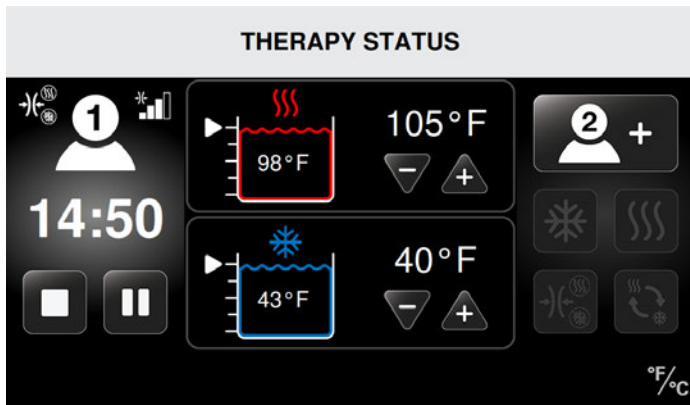 THERAPY STATUS
1
14:50
105°F
98°F
− +
40°F
43°F
− +
2 +
°F/°C